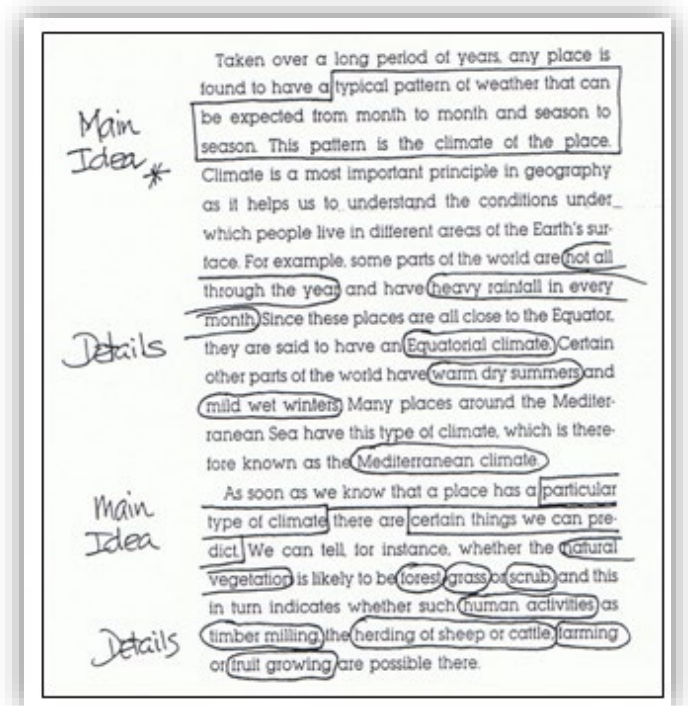 Taken over a long period of years, any place is
found to have a typical pattern of weather that can
be expected from month to month and season to
season. This pattern is the climate of the place.
Climate is a most important principle in geography
as it helps us to understand the conditions under
which people live in different areas of the Earth's sur-
face. For example, some parts of the world are hot all
through the year and have heavy rainfall in every
month. Since these places are all close to the Equator,
they are said to have an Equatorial climate. Certain
other parts of the world have warm dry summers and
mild wet winters. Many places around the Mediter-
ranean Sea have this type of climate, which is there-
fore known as the Mediterranean climate.
As soon as we know that a place has a particular
type of climate there are certain things we can pre-
dict. We can tell, for instance, whether the natural
vegetation is likely to be forest, grass or scrub, and this
in turn indicates whether such human activities as
timber milling, the herding of sheep or cattle, farming
or fruit growing are possible there.
Main
Idea *
Details
Main
Idea
Details